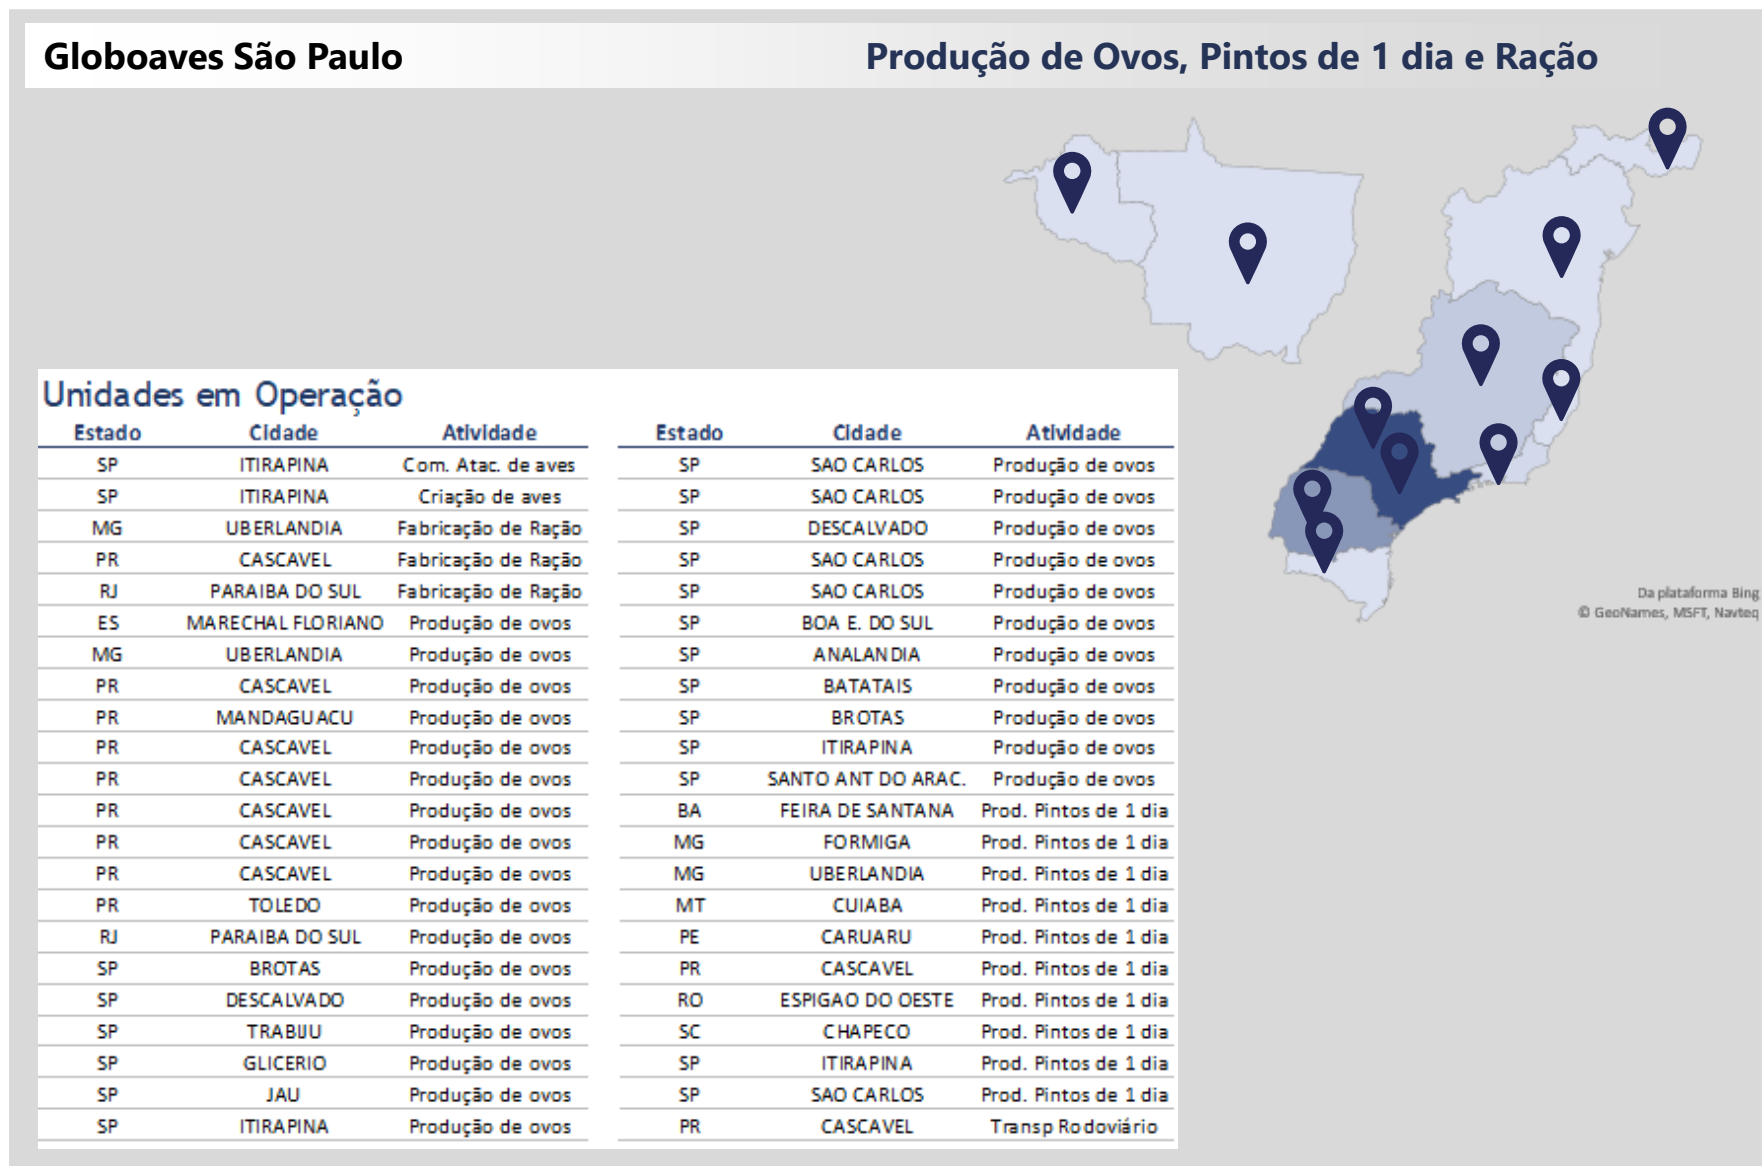 Globoaves São Paulo
Produção de Ovos, Pintos de 1 dia e Ração
Unidades em Operação
Estado Cidade Atividade
SP ITIRAPINA Com. Atac. de aves
SP ITIRAPINA Criação de aves
MG UBERLANDIA Fabricação de Ração
PR CASCAVEL Fabricação de Ração
RJ PARAIBA DO SUL Fabricação de Ração
ES MARECHAL FLORIANO Produção de ovos
MG UBERLANDIA Produção de ovos
PR CASCAVEL Produção de ovos
PR MANDAGUACU Produção de ovos
PR CASCAVEL Produção de ovos
PR CASCAVEL Produção de ovos
PR CASCAVEL Produção de ovos
PR CASCAVEL Produção de ovos
PR CASCAVEL Produção de ovos
PR TOLEDO Produção de ovos
RJ PARAIBA DO SUL Produção de ovos
SP BROTAS Produção de ovos
SP DESCALVADO Produção de ovos
SP TRABIJU Produção de ovos
SP GLICERIO Produção de ovos
SP JAU Produção de ovos
SP ITIRAPINA Produção de ovos
Estado Cidade Atividade
SP SAO CARLOS Produção de ovos
SP SAO CARLOS Produção de ovos
SP DESCALVADO Produção de ovos
SP SAO CARLOS Produção de ovos
SP SAO CARLOS Produção de ovos
SP BOA E. DO SUL Produção de ovos
SP ANALANDIA Produção de ovos
SP BATATAIS Produção de ovos
SP BROTAS Produção de ovos
SP ITIRAPINA Produção de ovos
SP SANTO ANT DO ARAC. Produção de ovos
BA FEIRA DE SANTANA Prod. Pintos de 1 dia
MG FORMIGA Prod. Pintos de 1 dia
MG UBERLANDIA Prod. Pintos de 1 dia
MT CUIABA Prod. Pintos de 1 dia
PE CARUARU Prod. Pintos de 1 dia
PR CASCAVEL Prod. Pintos de 1 dia
RO ESPIGAO DO OESTE Prod. Pintos de 1 dia
SC CHAPECO Prod. Pintos de 1 dia
SP ITIRAPINA Prod. Pintos de 1 dia
SP SAO CARLOS Prod. Pintos de 1 dia
PR CASCAVEL Transp Rodoviário
Da plataforma Bing
© GeoNames, MSFT, Navteq